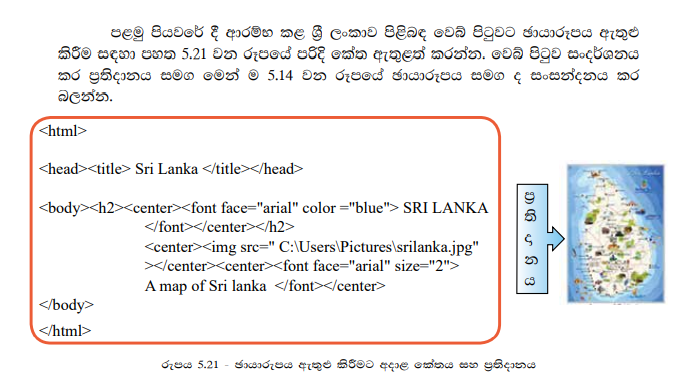 පළමු පියවරේ දී ආරම්භ කළ ශ්‍රී ලංකාව පිළිබඳ වෙබ් පිටුවට ඡායාරූපය ඇතුළු
කිරීම සඳහා පහත 5.21 වන රූපයේ පරිදි කේත ඇතුළත් කරන්න. වෙබ් පිටුව සංදර්ශනය
කර ප්‍රතිදානය සමග මෙන් ම 5.14 වන රූපයේ ඡායාරූපය සමග ද සංසන්දනය කර
බලන්න.
<html>
<head><title> Sri Lanka </title></head>
<body><h2><center><font face="arial" color ="blue"> SRI LANKA
</font></center></h2>
<center><img src=" C:\Users\Pictures\srilanka.jpg"
></center><center><font face="arial" size="2">
A map of Sri lanka </font></center>
</body>
</html>
ප්‍රතිදානය
රූපය 5.21 - ඡායාරුපය ඇතුළු කිරීමට අදාළ කේතය සහ ප්‍රතිදානය